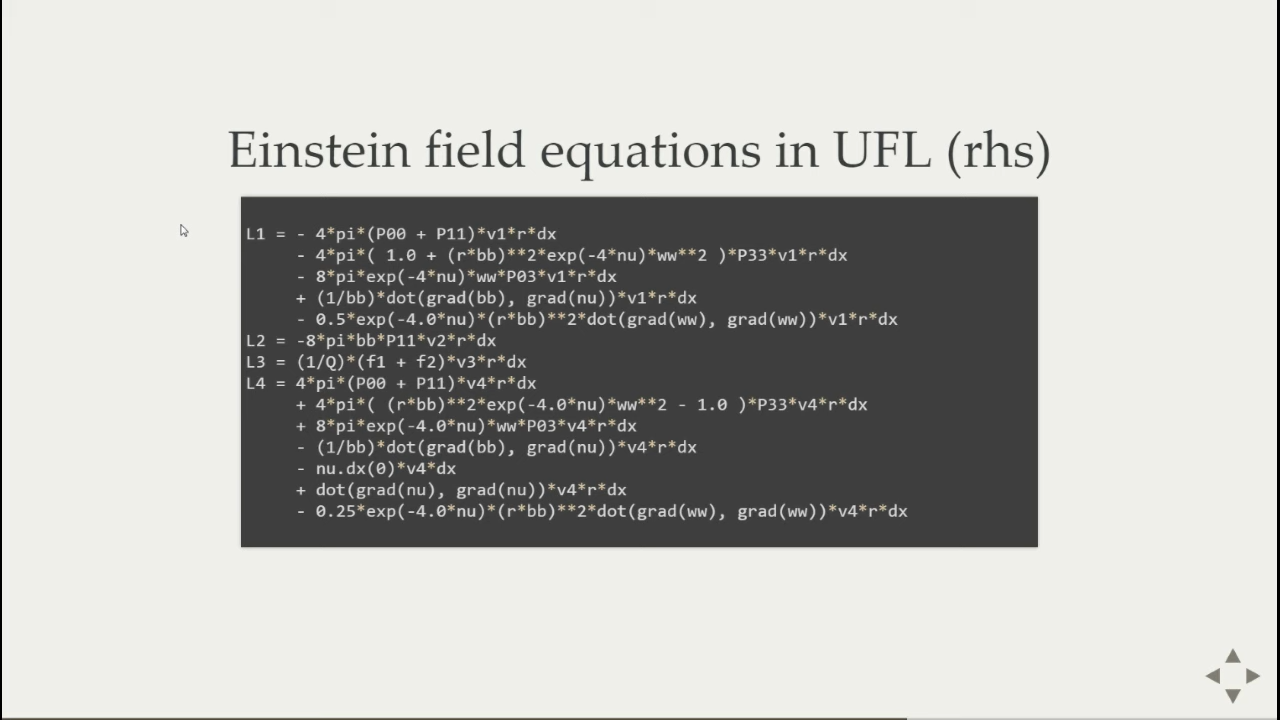 Einstein field equations in UFL (rhs)
L1 = - 4*pi*(P00 + P11)*v1*r*dx
- 4*pi*( 1.0 + (r*bb)**2*exp(-4*nu)*ww**2 )*P33*v1*r*dx
- 8*pi*exp(-4*nu)*ww*P03*v1*r*dx
+ (1/bb)*dot(grad(bb), grad(nu))*v1*r*dx
- 0.5*exp(-4.0*nu)*(r*bb)**2*dot(grad(ww), grad(ww))*v1*r*dx
L2 = -8*pi*bb*P11*v2*r*dx
L3 = (1/Q)*(f1 + f2)*v3*r*dx
L4 = 4*pi*(P00 + P11)*v4*r*dx
+ 4*pi*( (r*bb)**2*exp(-4.0*nu)*ww**2 - 1.0 )*P33*v4*r*dx
+ 8*pi*exp(-4.0*nu)*ww*P03*v4*r*dx
- (1/bb)*dot(grad(bb), grad(nu))*v4*r*dx
- nu.dx(0)*v4*dx
+ dot(grad(nu), grad(nu))*v4*r*dx
- 0.25*exp(-4.0*nu)*(r*bb)**2*dot(grad(ww), grad(ww))*v4*r*dx